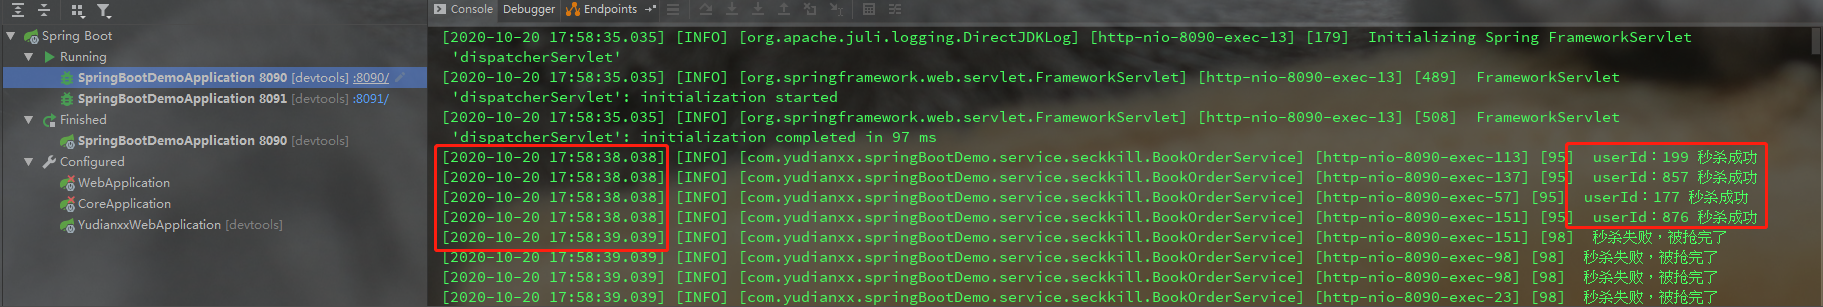 Console Debugger Endpoints
Spring Boot
Running
SpringBootDemoApplication 8090 [devtools] :8090/
SpringBootDemoApplication 8091 [devtools] :8091/
Finished
SpringBootDemoApplication 8090 [devtools]
Configured
WebApplication
CoreApplication
YudianxxWebApplication [devtools]
[2020-10-20 17:58:35.035] [INFO] [org.apache.juli.logging.DirectJDKLog] [http-nio-8090-exec-13] [179]  Initializing Spring FrameworkServlet
'dispatcherServlet'
[2020-10-20 17:58:35.035] [INFO] [org.springframework.web.servlet.FrameworkServlet] [http-nio-8090-exec-13] [489]  FrameworkServlet
'dispatcherServlet': initialization started
[2020-10-20 17:58:35.035] [INFO] [org.springframework.web.servlet.FrameworkServlet] [http-nio-8090-exec-13] [508]  FrameworkServlet
'dispatcherServlet': initialization completed in 97 ms
[2020-10-20 17:58:38.038] [INFO] [com.yudianxx.springBootDemo.service.seckkill.BookOrderService] [http-nio-8090-exec-113] [95]  userId：199 秒杀成功
[2020-10-20 17:58:38.038] [INFO] [com.yudianxx.springBootDemo.service.seckkill.BookOrderService] [http-nio-8090-exec-137] [95]  userId：857 秒杀成功
[2020-10-20 17:58:38.038] [INFO] [com.yudianxx.springBootDemo.service.seckkill.BookOrderService] [http-nio-8090-exec-57] [95]  userId：177 秒杀成功
[2020-10-20 17:58:38.038] [INFO] [com.yudianxx.springBootDemo.service.seckkill.BookOrderService] [http-nio-8090-exec-151] [95]  userId：876 秒杀成功
[2020-10-20 17:58:39.039] [INFO] [com.yudianxx.springBootDemo.service.seckkill.BookOrderService] [http-nio-8090-exec-151] [98]  秒杀失败，被抢完了
[2020-10-20 17:58:39.039] [INFO] [com.yudianxx.springBootDemo.service.seckkill.BookOrderService] [http-nio-8090-exec-98] [98]  秒杀失败，被抢完了
[2020-10-20 17:58:39.039] [INFO] [com.yudianxx.springBootDemo.service.seckkill.BookOrderService] [http-nio-8090-exec-98] [98]  秒杀失败，被抢完了
[2020-10-20 17:58:39.039] [INFO] [com.yudianxx.springBootDemo.service.seckkill.BookOrderService] [http-nio-8090-exec-23] [98]  秒杀失败，被抢完了